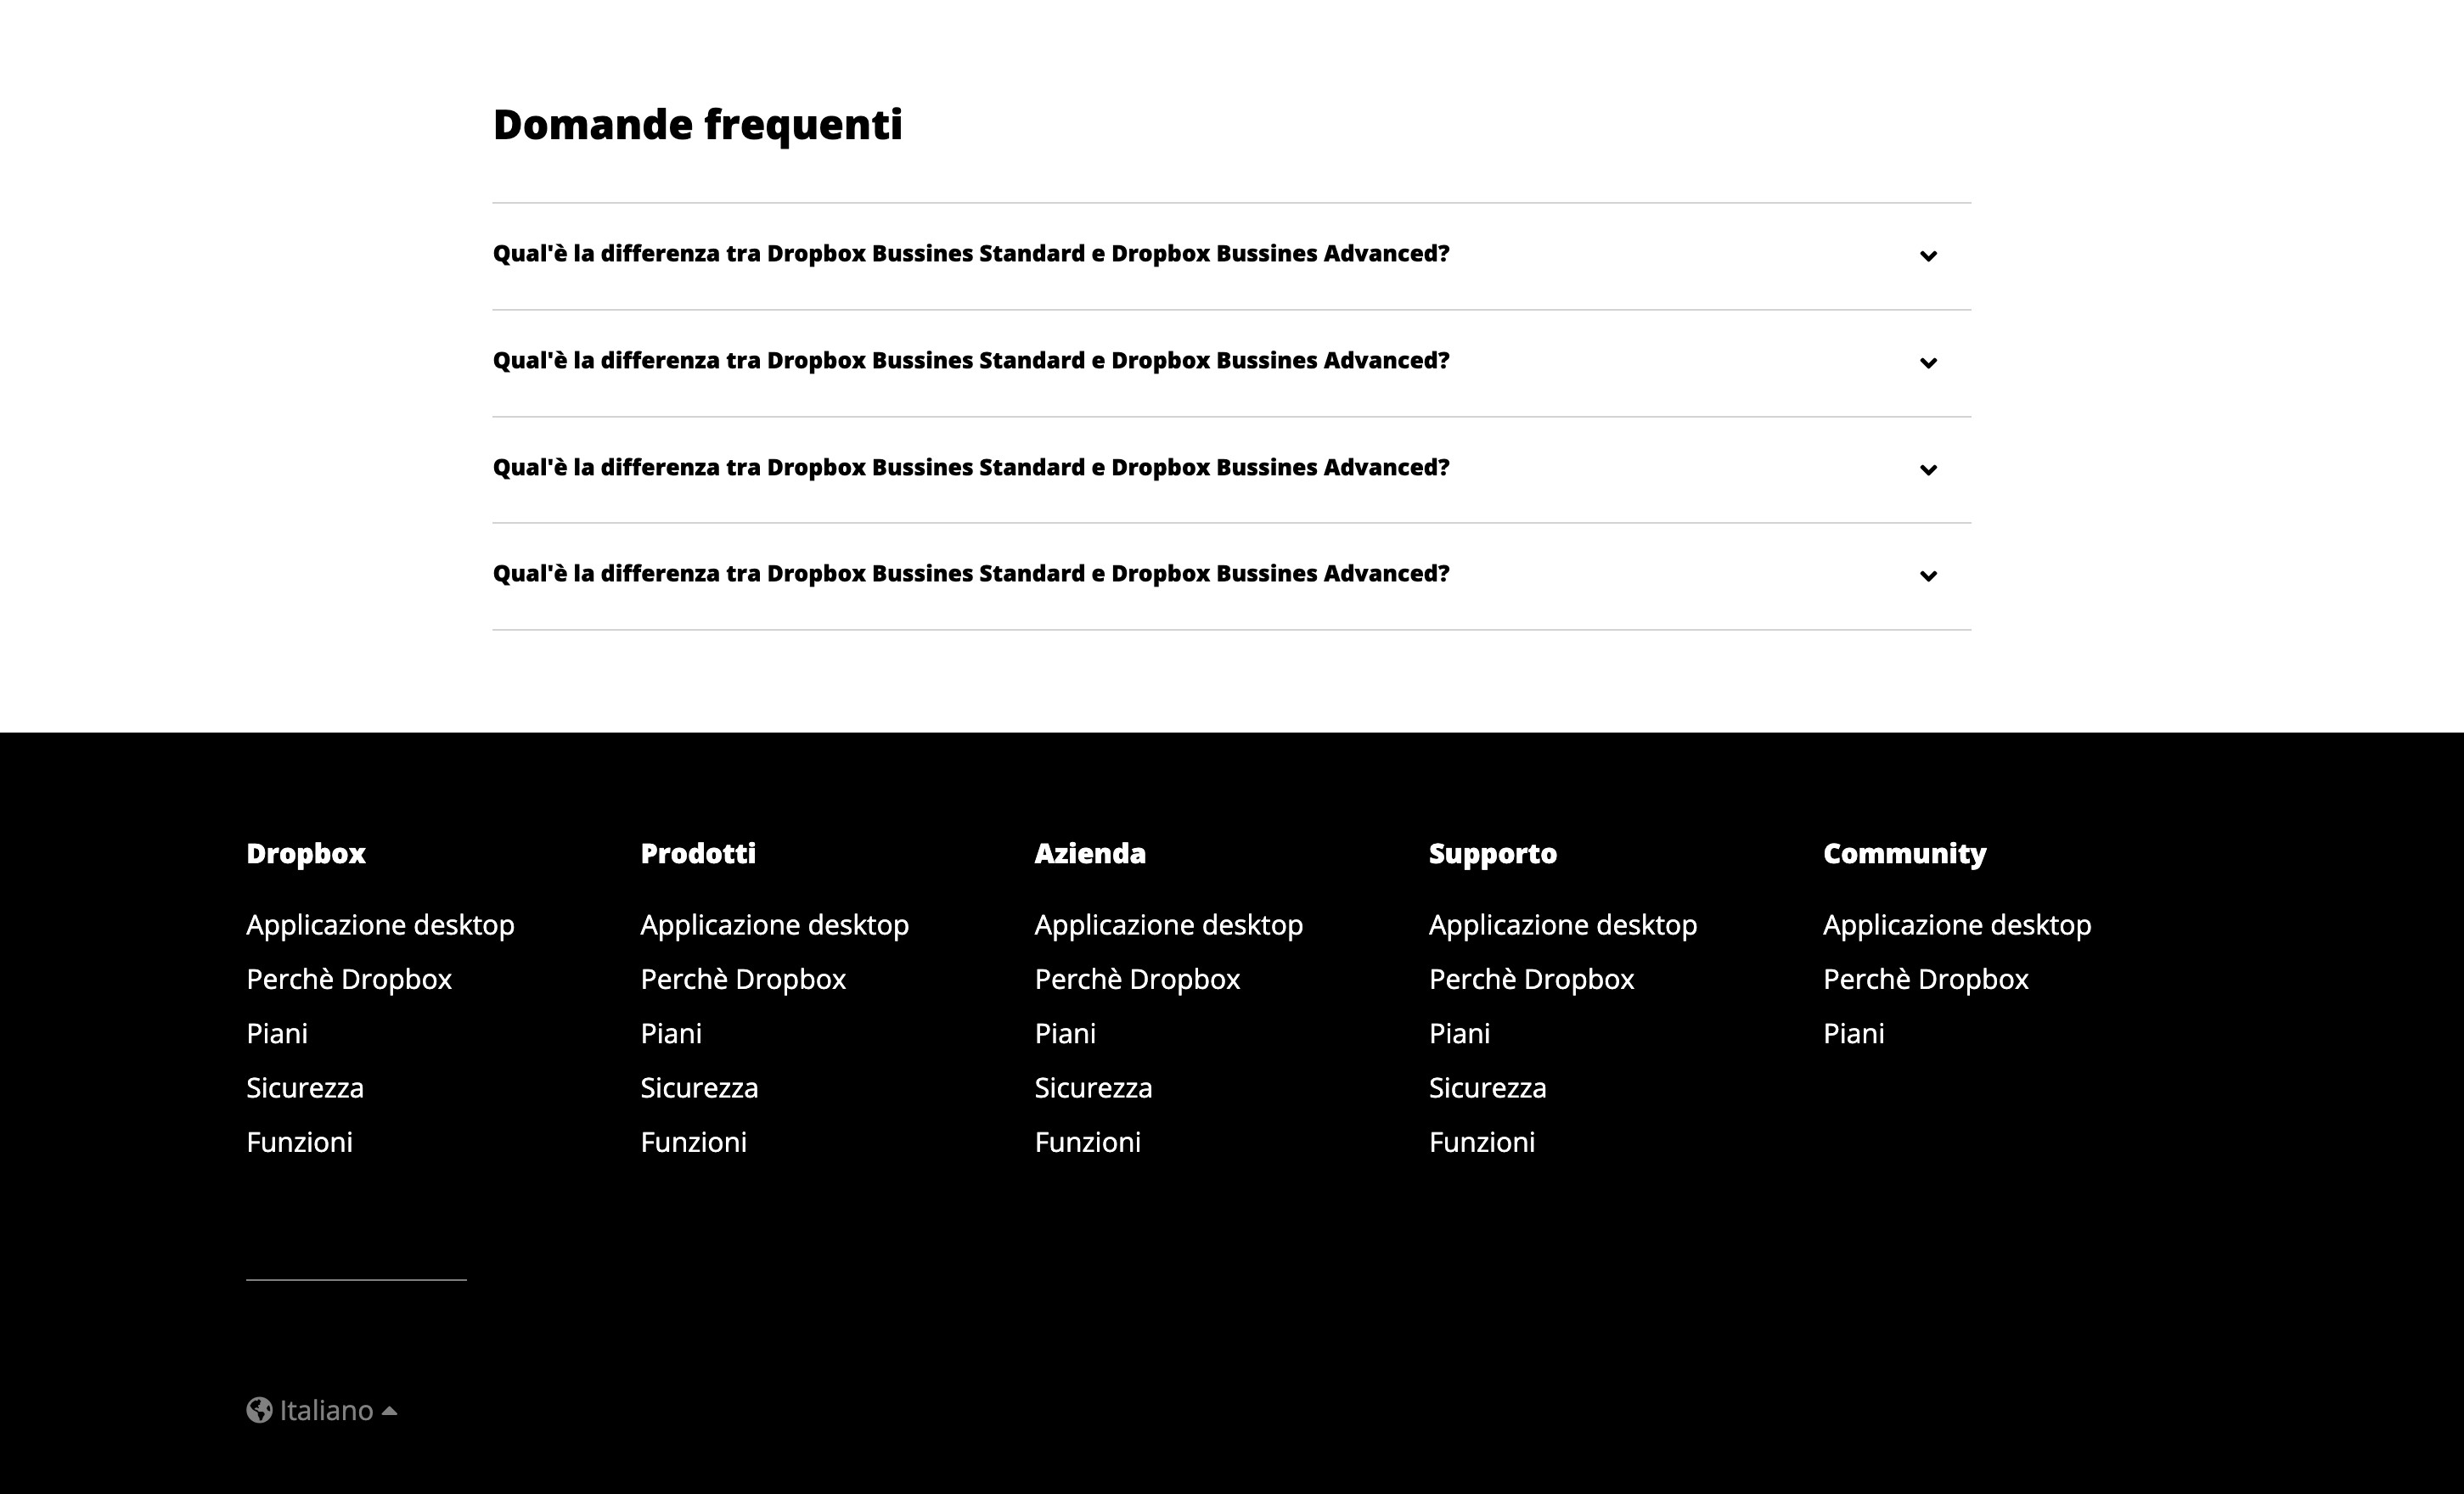 Domande frequenti
Qual'è la differenza tra Dropbox Bussines Standard e Dropbox Bussines Advanced?
Qual'è la differenza tra Dropbox Bussines Standard e Dropbox Bussines Advanced?
Qual'è la differenza tra Dropbox Bussines Standard e Dropbox Bussines Advanced?
Qual'è la differenza tra Dropbox Bussines Standard e Dropbox Bussines Advanced?
Dropbox
Applicazione desktop
Perchè Dropbox
Piani
Sicurezza
Funzioni
Prodotti
Applicazione desktop
Perchè Dropbox
Piani
Sicurezza
Funzioni
Azienda
Applicazione desktop
Perchè Dropbox
Piani
Sicurezza
Funzioni
Supporto
Applicazione desktop
Perchè Dropbox
Piani
Sicurezza
Funzioni
Community
Applicazione desktop
Perchè Dropbox
Piani
Italiano